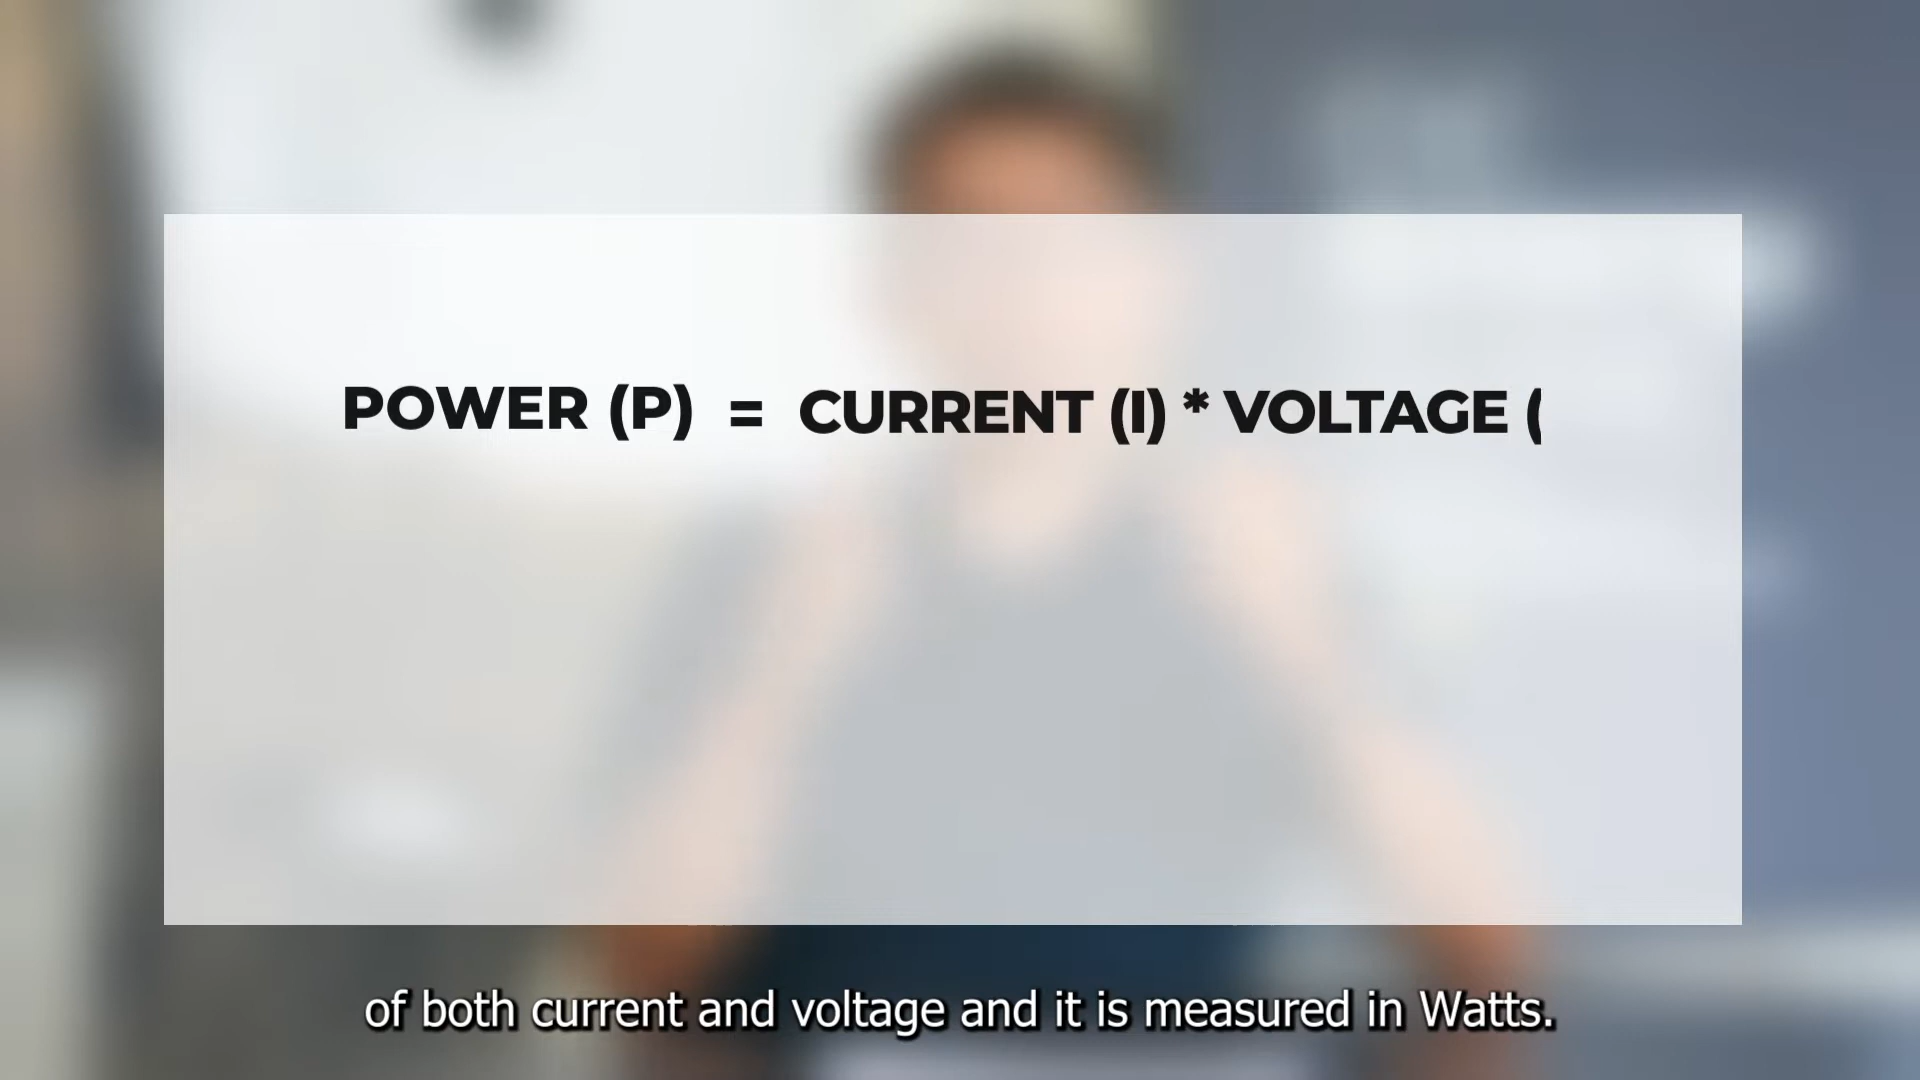 POWER (P) = CURRENT (I) * VOLTAGE (
of both current and voltage and it is measured in Watts.